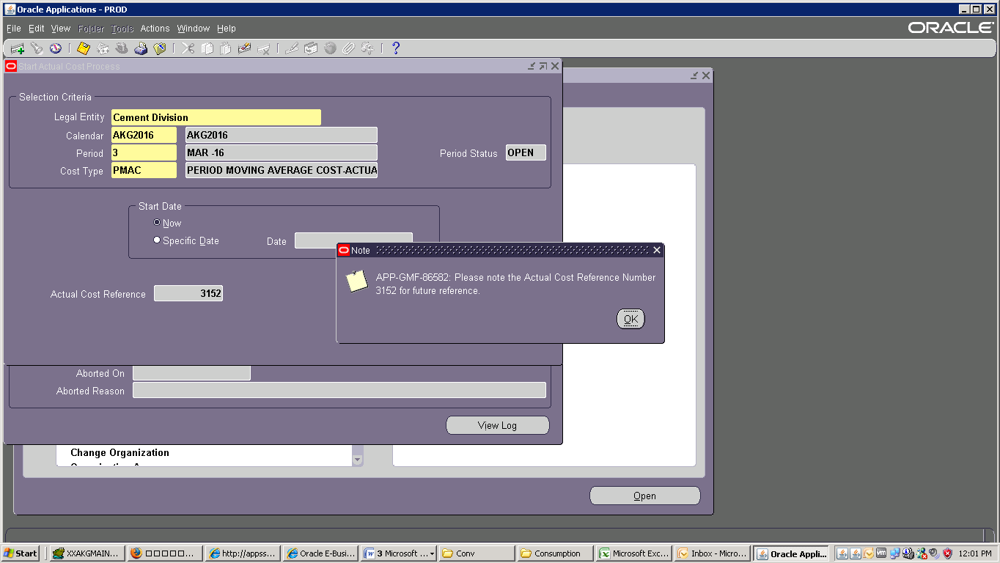 Oracle Applications - PROD
File Edit View Folder Tools Actions Window Help
ORACLE
Start Actual Cost Process
Selection Criteria
Legal Entity Cement Division
Calendar AKG2016 AKG2016
Period 3 MAR -16 Period Status OPEN
Cost Type PMAC PERIOD MOVING AVERAGE COST-ACTUA
Start Date
Now
Specific Date Date
Note
APP-GMF-86582: Please note the Actual Cost Reference Number
3152 for future reference.
OK
Actual Cost Reference 3152
Aborted On
Aborted Reason
View Log
Change Organization
Open
Start XXAKGMAIN... http://appss... Oracle E-Busi... 3 Microsoft ... Conv Consumption Microsoft Exc... Inbox - Micro... Oracle Appli... 12:01 PM